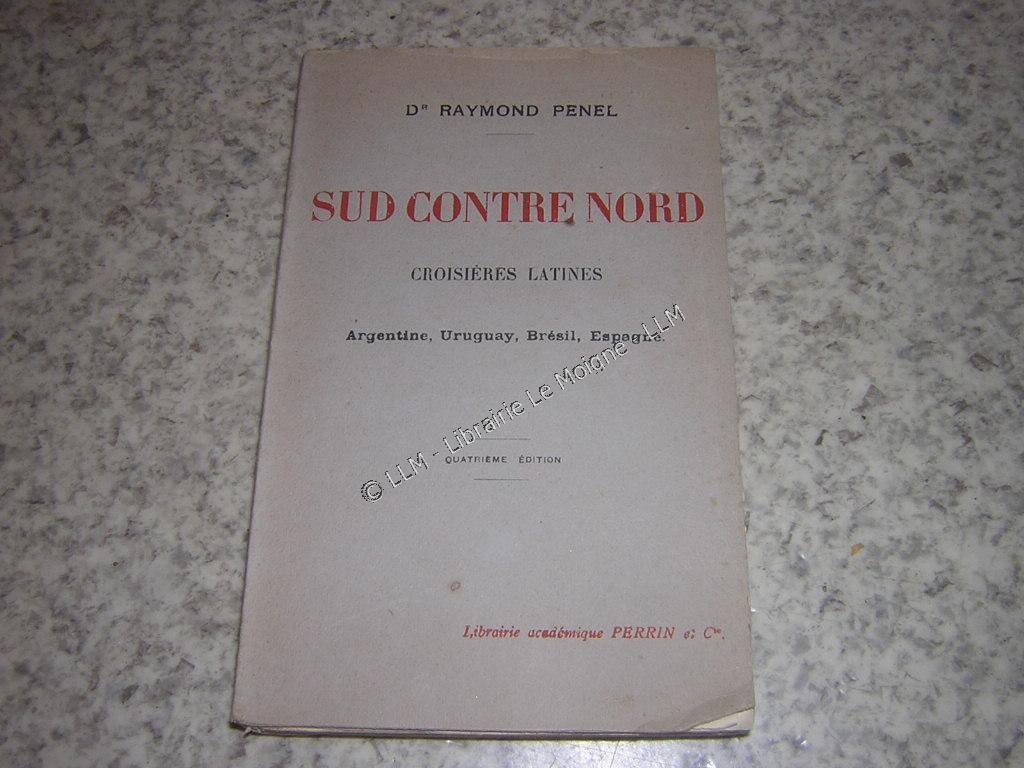 Dr RAYMOND PENEL
SUD CONTRE NORD
CROISIÈRES LATINES
Argentine, Uruguay, Brésil, Espagne.
© LLM - Librairie Le Moigne - LLM
QUATRIÈME ÉDITION
Librairie académique PERRIN et Cie.